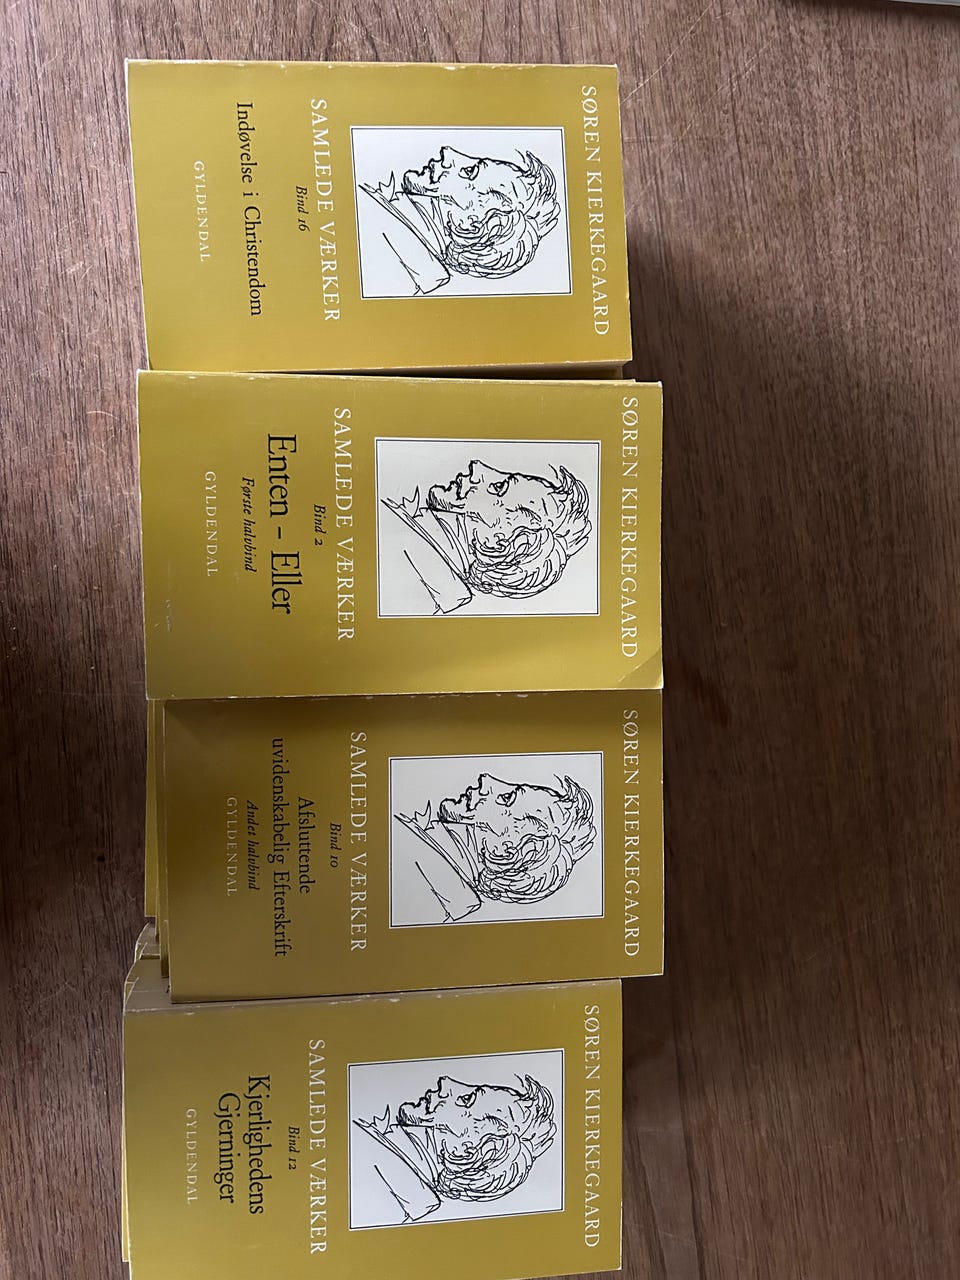 SØREN KIERKEGAARD
SAMLEDE VÆRKER
Bind 16
Indøvelse i Christendom
GYLDENDAL
SØREN KIERKEGAARD
SAMLEDE VÆRKER
Bind 2
Enten - Eller
Første halvbind
GYLDENDAL
SØREN KIERKEGAARD
SAMLEDE VÆRKER
Bind 10
Afsluttende
uvidenskabelig Efterskrift
Andet halvbind
GYLDENDAL
SØREN KIERKEGAARD
SAMLEDE VÆRKER
Bind 12
Kjerlighedens
Gjerninger
GYLDENDAL